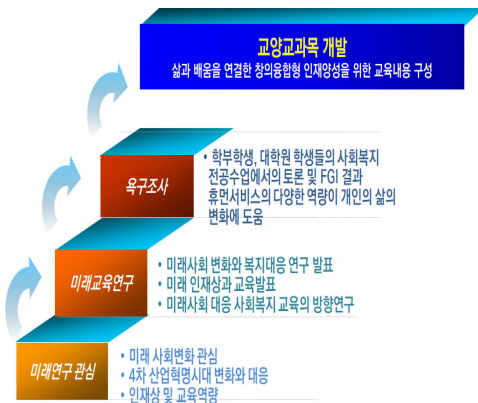 교양교과목 개발
삶과 배움을 연결한 창의융합형 인재양성을 위한 교육내용 구성
욕구조사
• 학부학생, 대학원 학생들의 사회복지
전공수업에서의 토론 및 FGI 결과
휴먼서비스의 다양한 역량이 개인의 삶의
변화에 도움
미래교육연구
• 미래사회 변화와 복지대응 연구 발표
• 미래 인재상과 교육발표
• 미래사회 대응 사회복지 교육의 방향연구
미래연구 관심
• 미래 사회변화 관심
• 4차 산업혁명시대 변화와 대응
• 인재상 및 교육역량